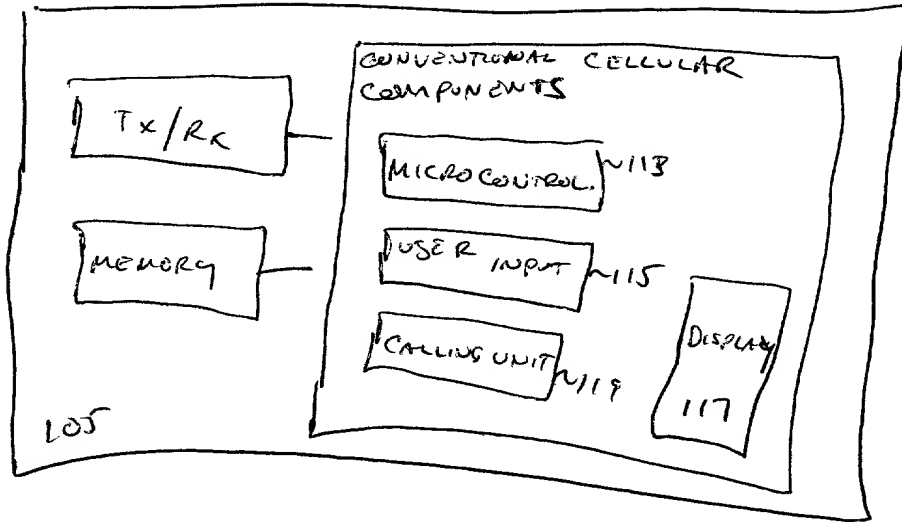 CONVENTIONAL CELLULAR
COMPONENTS
Tx/Rx
MICROCONTROL. 113
MEMORY
USER INPUT 115
CALLING UNIT 119
DISPLAY
117
105